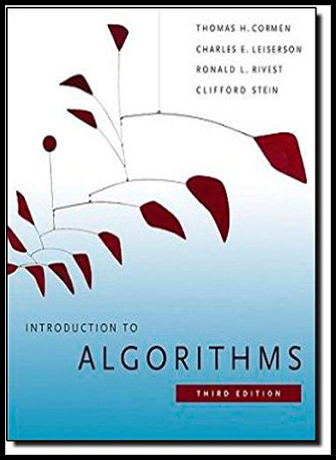 THOMAS H. CORMEN
CHARLES E. LEISERSON
RONALD L. RIVEST
CLIFFORD STEIN
INTRODUCTION TO
ALGORITHMS
THIRD EDITION